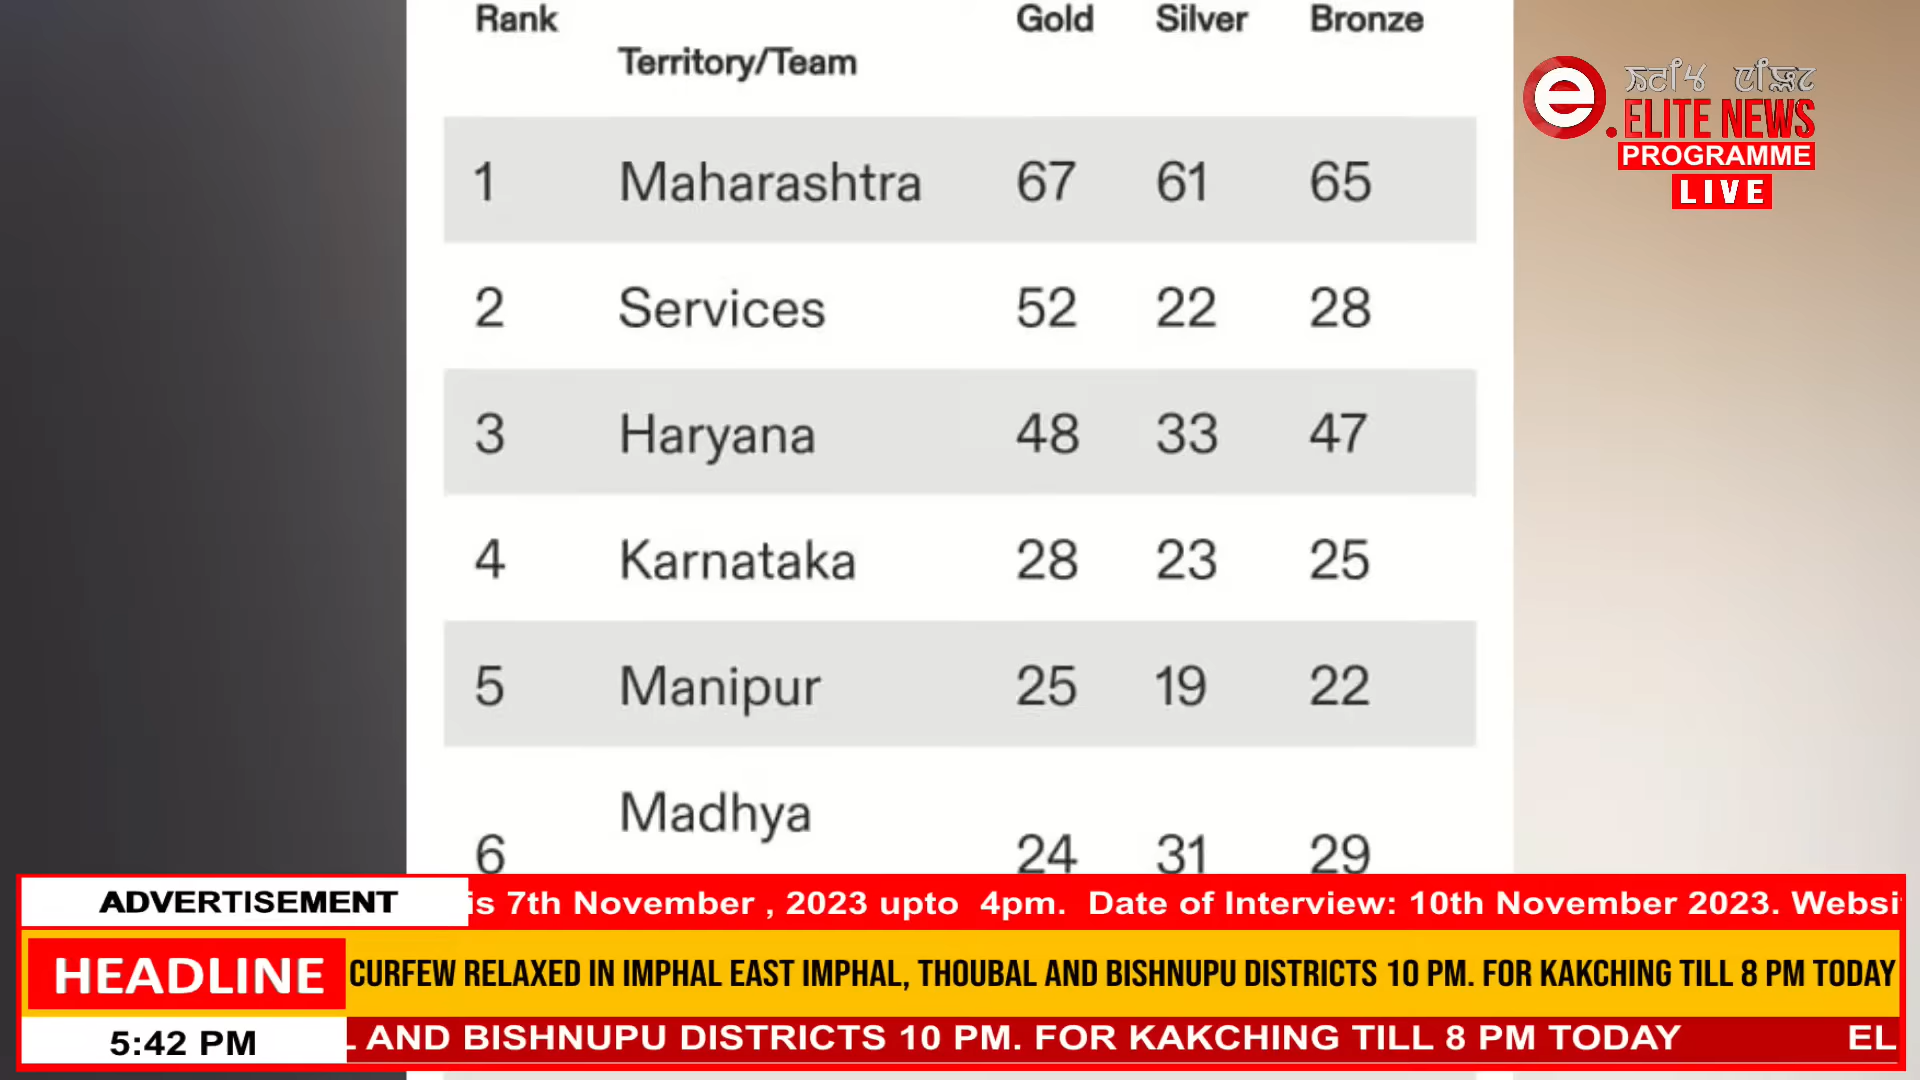 Rank Gold Silver Bronze
Territory/Team
1 Maharashtra 67 61 65
2 Services 52 22 28
3 Haryana 48 33 47
4 Karnataka 28 23 25
5 Manipur 25 19 22
Madhya
6 24 31 29
e.
ELITE NEWS
PROGRAMME
LIVE
ADVERTISEMENT is 7th November , 2023 upto 4pm. Date of Interview: 10th November 2023. Websi
HEADLINE CURFEW RELAXED IN IMPHAL EAST IMPHAL, THOUBAL AND BISHNUPU DISTRICTS 10 PM. FOR KAKCHING TILL 8 PM TODAY
5:42 PM AND BISHNUPU DISTRICTS 10 PM. FOR KAKCHING TILL 8 PM TODAY EL